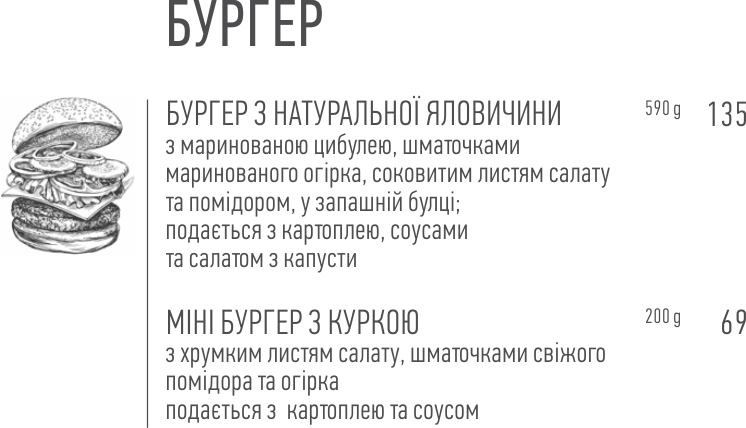 БУРГЕР
БУРГЕР З НАТУРАЛЬНОЇ ЯЛОВИЧИНИ 590 g 135
з маринованою цибулею, шматочками
маринованого огірка, соковитим листям салату
та помідором, у запашній булці;
подається з картоплею, соусами
та салатом з капусти
МІНІ БУРГЕР З КУРКОЮ 200 g 69
з хрумким листям салату, шматочками свіжого
помідора та огірка
подається з картоплею та соусом